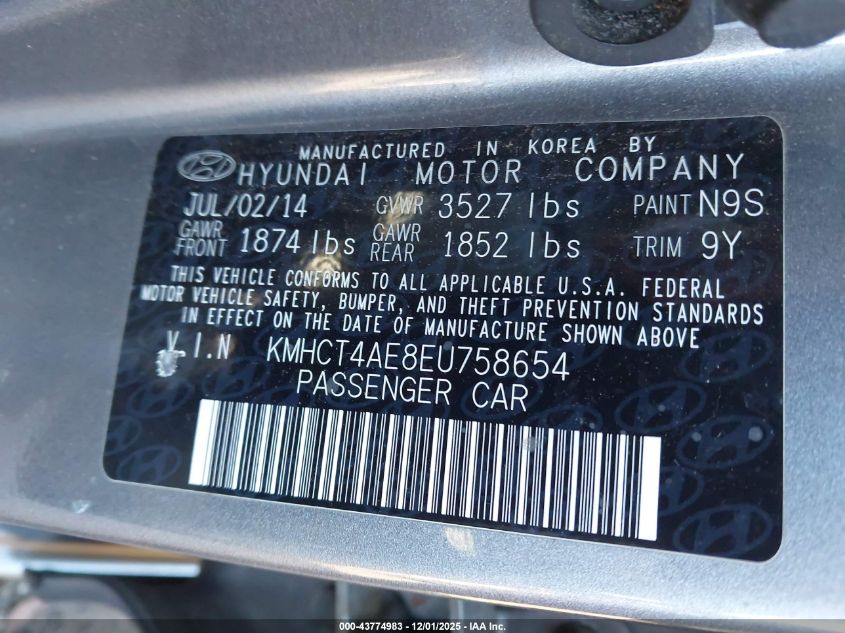 MANUFACTURED IN KOREA BY
HYUNDAI MOTOR COMPANY
JUL/02/14 GVWR 3527 lbs PAINT N9S
GAWR FRONT 1874 lbs GAWR REAR 1852 lbs TRIM 9Y
THIS VEHICLE CONFORMS TO ALL APPLICABLE U.S.A. FEDERAL
MOTOR VEHICLE SAFETY, BUMPER, AND THEFT PREVENTION STANDARDS
IN EFFECT ON THE DATE OF MANUFACTURE SHOWN ABOVE
V.I.N KMHCT4AE8EU758654
PASSENGER CAR
000-43774983 - 12/01/2025 - IAA Inc.